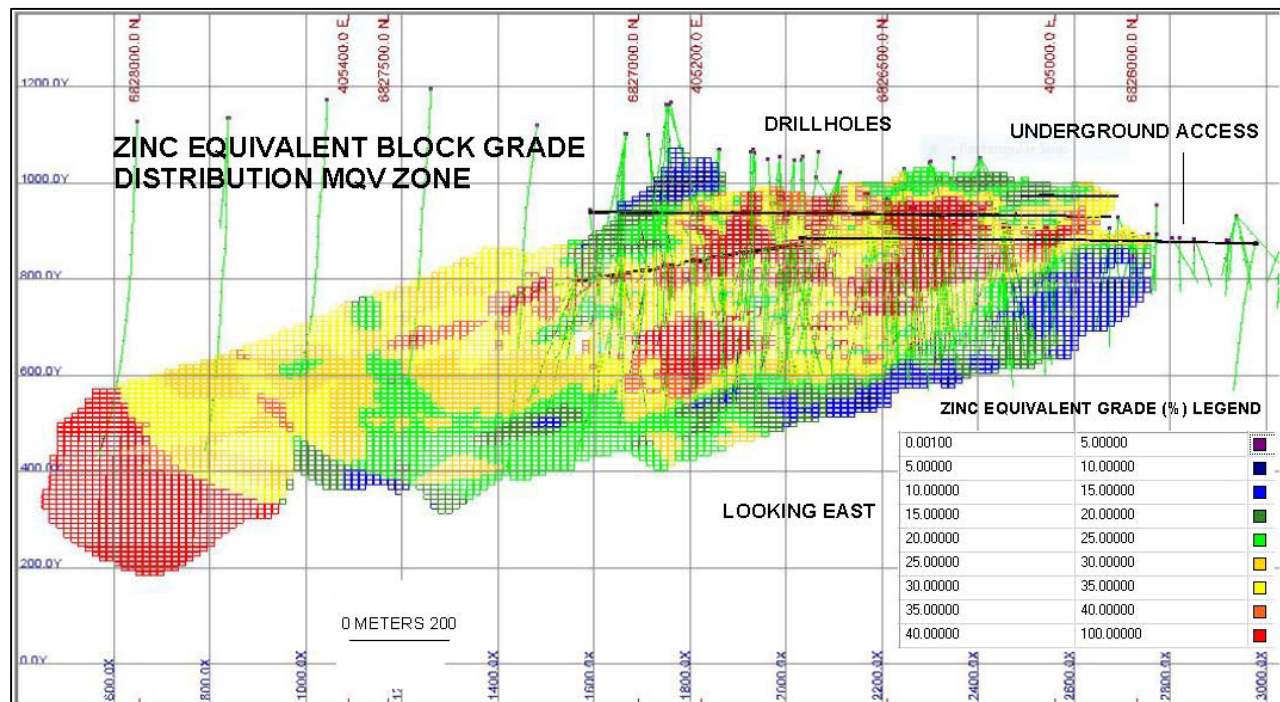 6828000.0 N
405400.0 E
6827500.0 N
6827000.0 N
405200.0 E
6826500.0 N
405000.0 E
6826000.0 N
1200.0Y
DRILLHOLES
UNDERGROUND ACCESS
ZINC EQUIVALENT BLOCK GRADE
DISTRIBUTION MQV ZONE
1000.0Y
800.0Y
600.0Y
ZINC EQUIVALENT GRADE (%) LEGEND
0.00100 5.00000
5.00000 10.00000
10.00000 15.00000
15.00000 20.00000
20.00000 25.00000
25.00000 30.00000
30.00000 35.00000
35.00000 40.00000
40.00000 100.00000
400.0Y
LOOKING EAST
200.0Y
0 METERS 200
0.0Y
600.0X
800.0X
1000.0X
12
1400.0X
1600.0X
1800.0X
2000.0X
2200.0X
2400.0X
2600.0X
2800.0X
3000.0X